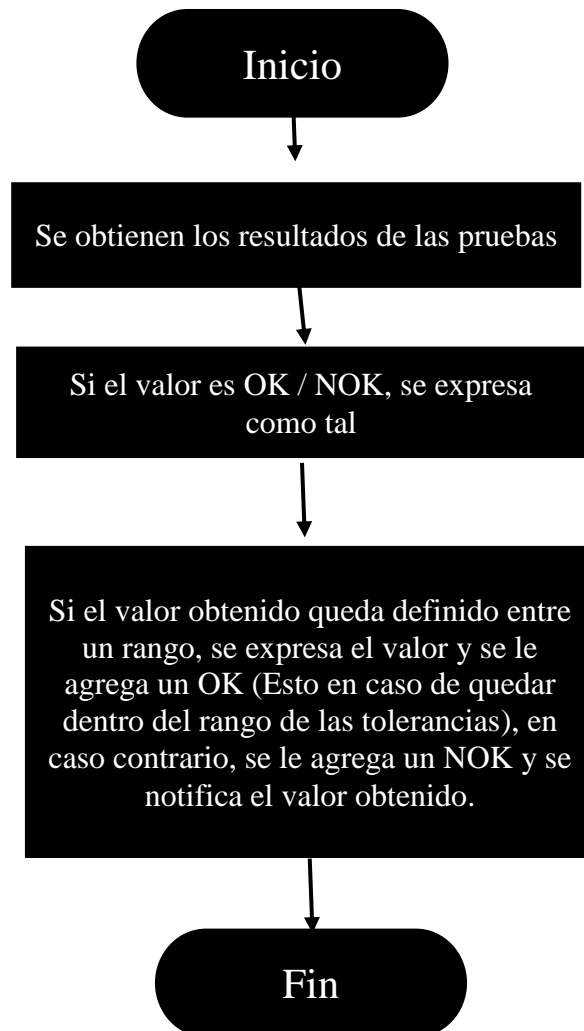 Inicio
Se obtienen los resultados de las pruebas
Si el valor es OK / NOK, se expresa
como tal
Si el valor obtenido queda definido entre
un rango, se expresa el valor y se le
agrega un OK (Esto en caso de quedar
dentro del rango de las tolerancias), en
caso contrario, se le agrega un NOK y se
notifica el valor obtenido.
Fin